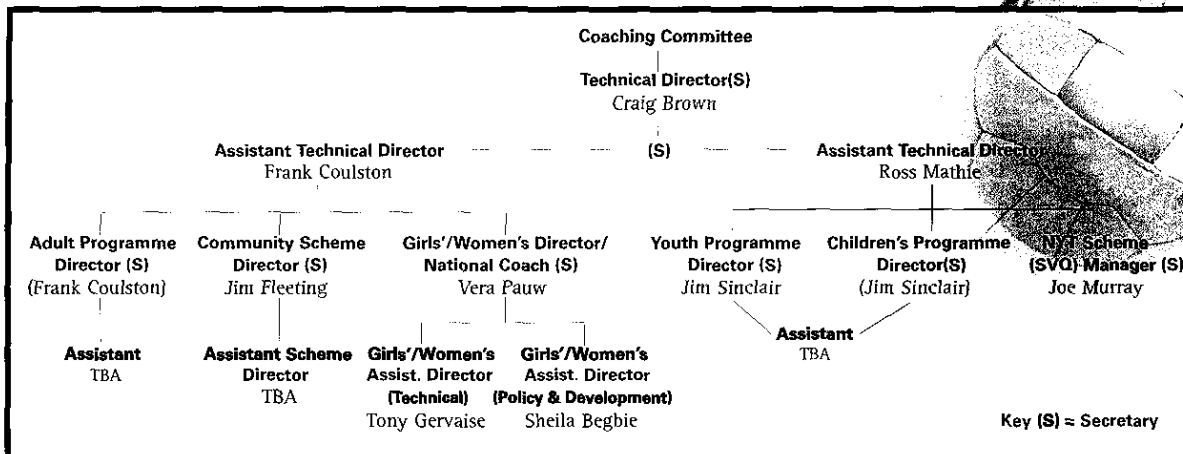 Coaching Committee
Technical Director(S)
Craig Brown
Assistant Technical Director
Frank Coulston
(S)
Assistant Technical Director
Ross Mathie
Adult Programme
Director (S)
(Frank Coulston)
Community Scheme
Director (S)
Jim Fleeting
Girls'/Women's Director/
National Coach (S)
Vera Pauw
Youth Programme
Director (S)
Jim Sinclair
Children's Programme
Director(S)
(Jim Sinclair)
NYT Scheme
(SVQ) Manager (S)
Joe Murray
Assistant
TBA
Assistant Scheme
Director
TBA
Girls'/Women's
Assist. Director
(Technical)
Tony Gervaise
Girls'/Women's
Assist. Director
(Policy & Development)
Sheila Begbie
Assistant
TBA
Key (S) = Secretary